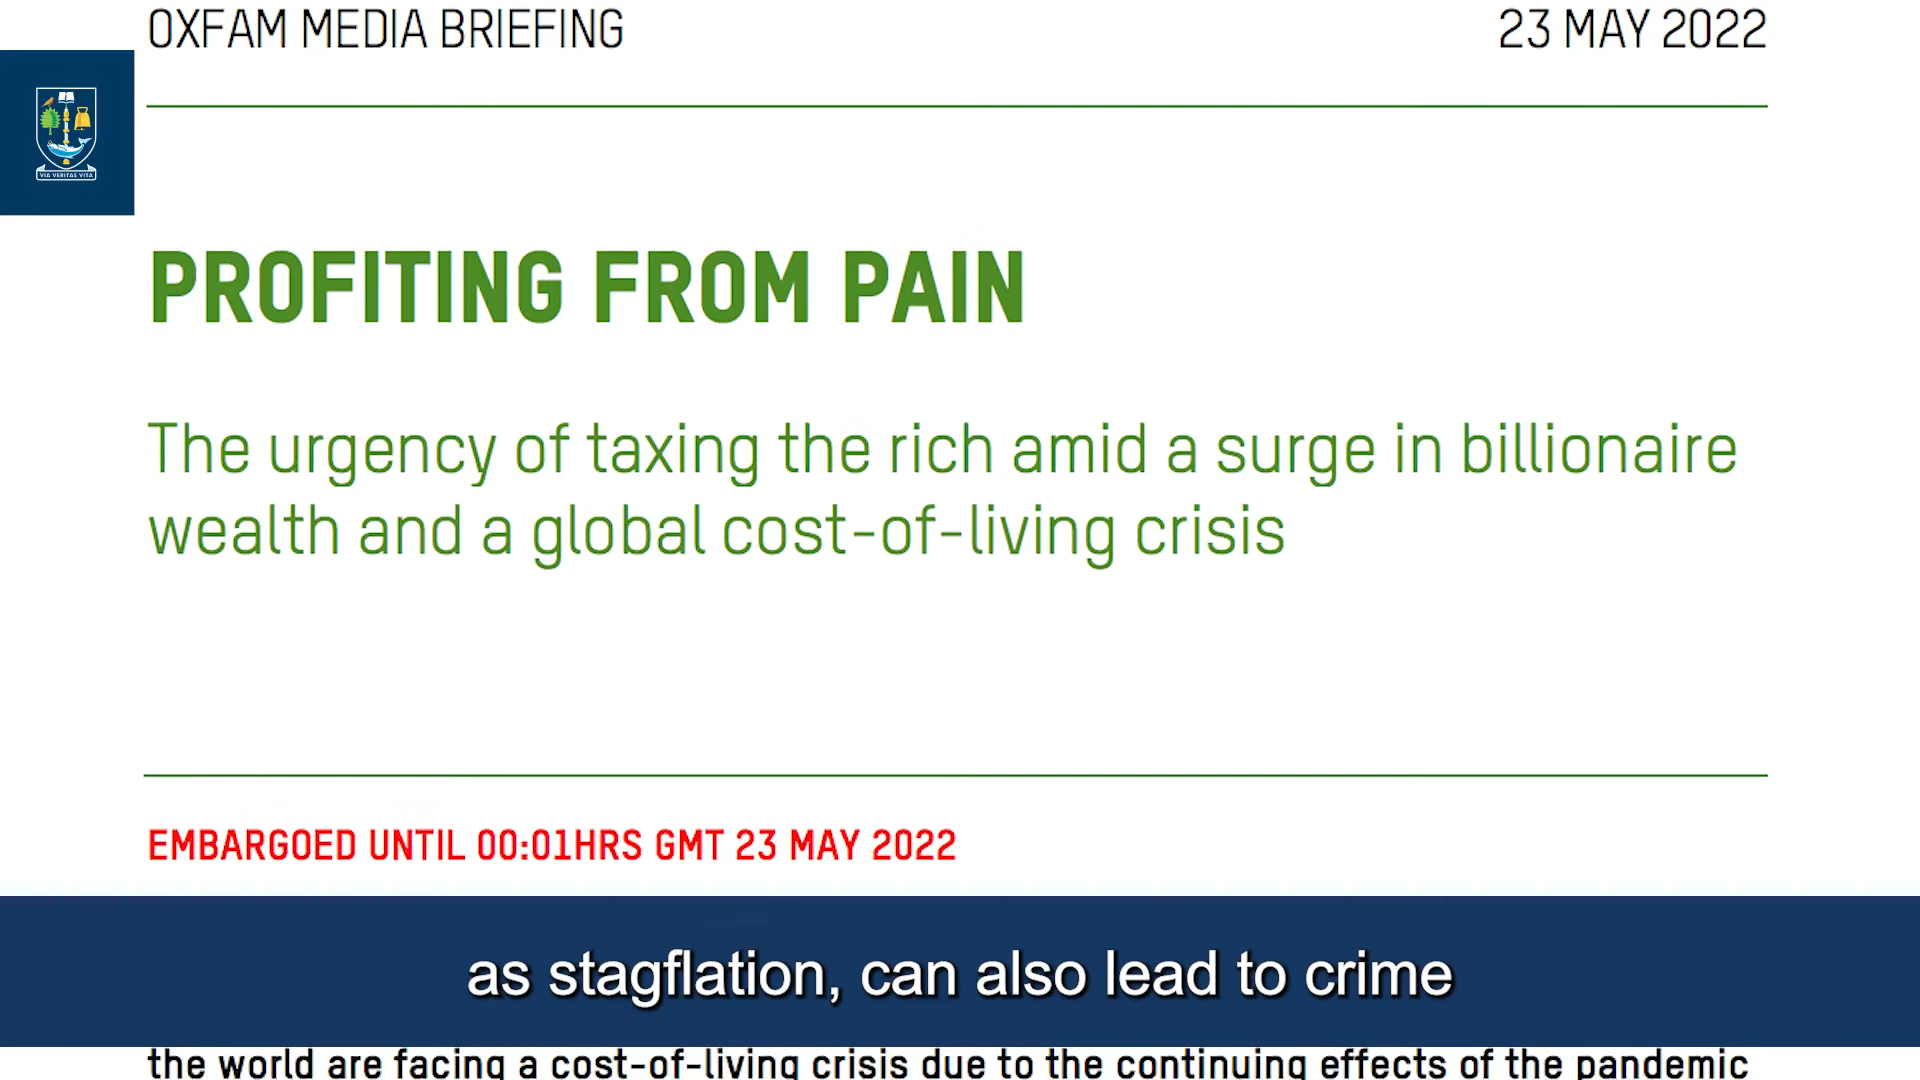 OXFAM MEDIA BRIEFING
23 MAY 2022
VIA VERITAS VITA
PROFITING FROM PAIN
The urgency of taxing the rich amid a surge in billionaire
wealth and a global cost-of-living crisis
EMBARGOED UNTIL 00:01HRS GMT 23 MAY 2022
as stagflation, can also lead to crime
the world are facing a cost-of-living crisis due to the continuing effects of the pandemic